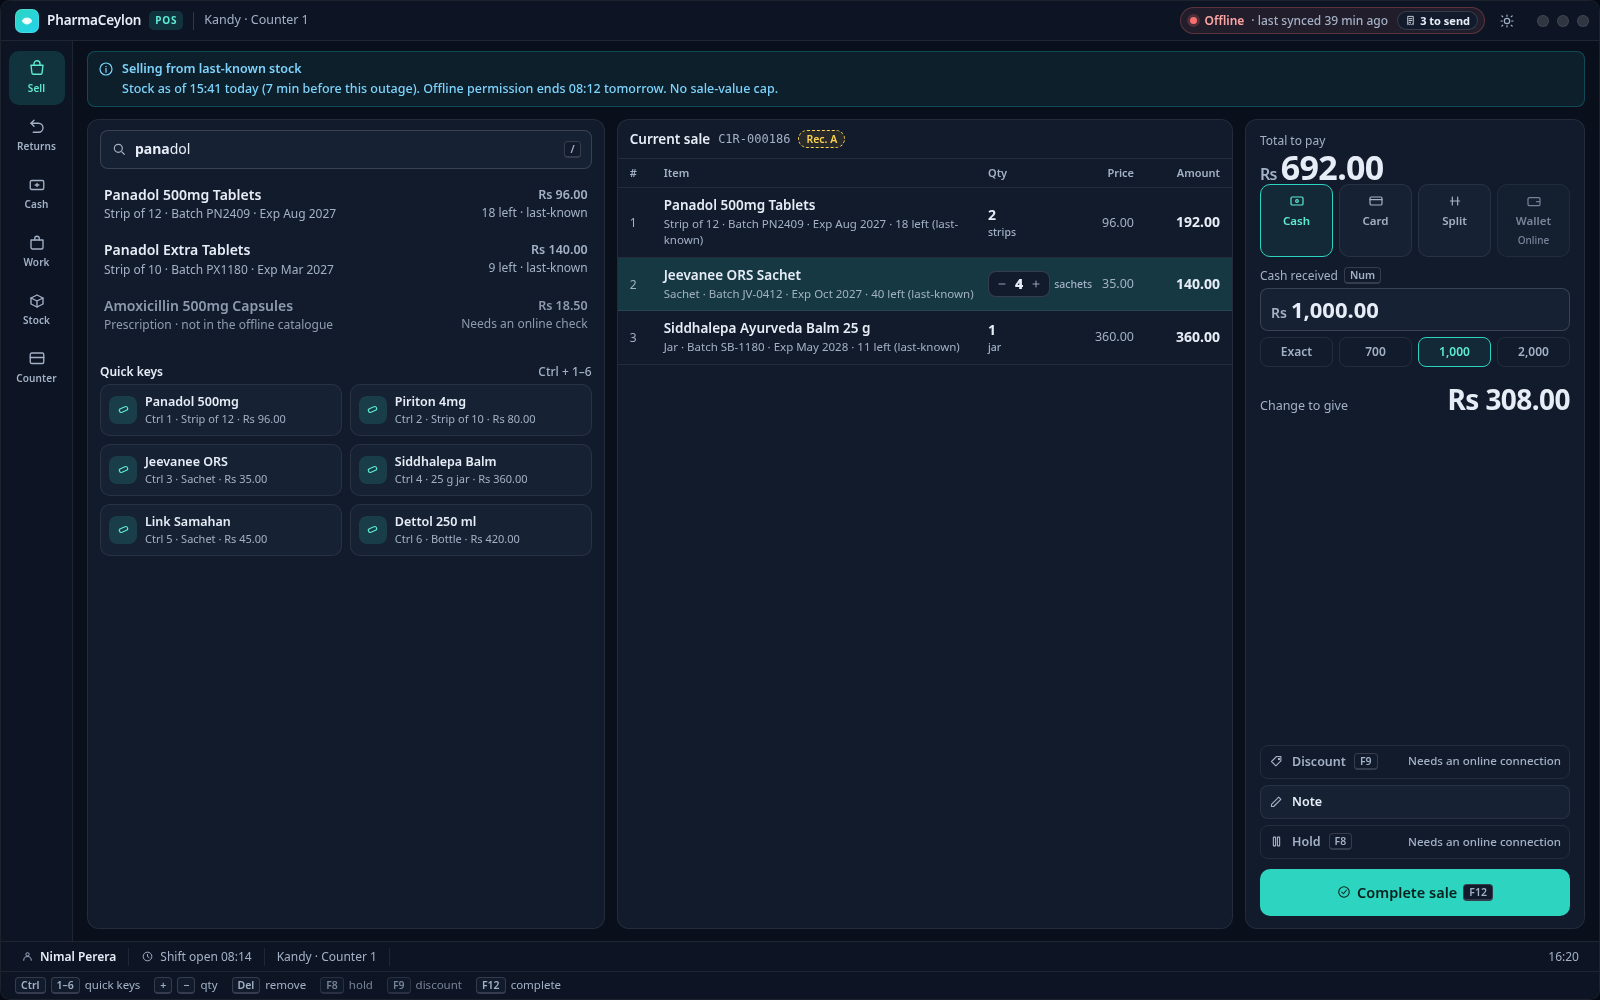 PharmaCeylon POS Kandy · Counter 1
Offline · last synced 39 min ago 3 to send
Sell
Returns
Cash
Work
Stock
Counter
Selling from last-known stock
Stock as of 15:41 today (7 min before this outage). Offline permission ends 08:12 tomorrow. No sale-value cap.
panadol /
Panadol 500mg Tablets Rs 96.00
Strip of 12 · Batch PN2409 · Exp Aug 2027 18 left · last-known
Panadol Extra Tablets Rs 140.00
Strip of 10 · Batch PX1180 · Exp Mar 2027 9 left · last-known
Amoxicillin 500mg Capsules Rs 18.50
Prescription · not in the offline catalogue Needs an online check
Quick keys Ctrl + 1–6
Panadol 500mg
Ctrl 1 · Strip of 12 · Rs 96.00
Piriton 4mg
Ctrl 2 · Strip of 10 · Rs 80.00
Jeevanee ORS
Ctrl 3 · Sachet · Rs 35.00
Siddhalepa Balm
Ctrl 4 · 25 g jar · Rs 360.00
Link Samahan
Ctrl 5 · Sachet · Rs 45.00
Dettol 250 ml
Ctrl 6 · Bottle · Rs 420.00
Current sale C1R-000186 Rec. A
# Item Qty Price Amount
1 Panadol 500mg Tablets 2 strips 96.00 192.00
Strip of 12 · Batch PN2409 · Exp Aug 2027 · 18 left (last-
known)
2 Jeevanee ORS Sachet − 4 + sachets 35.00 140.00
Sachet · Batch JV-0412 · Exp Oct 2027 · 40 left (last-known)
3 Siddhalepa Ayurveda Balm 25 g 1 jar 360.00 360.00
Jar · Batch SB-1180 · Exp May 2028 · 11 left (last-known)
Total to pay
Rs 692.00
Cash
Card
Split
Wallet
Online
Cash received Num
Rs 1,000.00
Exact 700 1,000 2,000
Change to give Rs 308.00
Discount F9 Needs an online connection
Note
Hold F8 Needs an online connection
Complete sale F12
Nimal Perera Shift open 08:14 Kandy · Counter 1 16:20
Ctrl 1–6 quick keys + − qty Del remove F8 hold F9 discount F12 complete